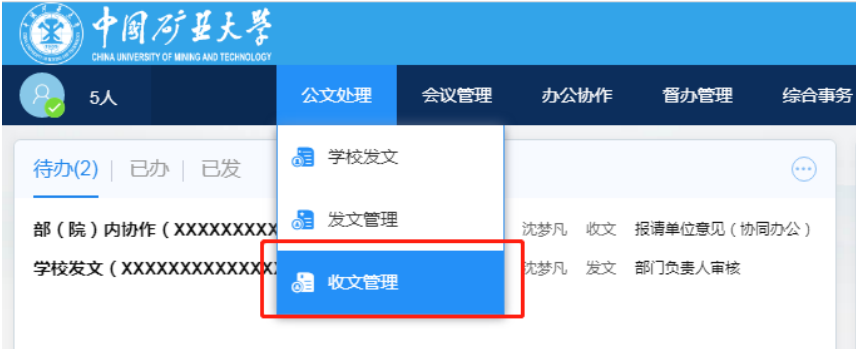 中国矿业大学
CHINA UNIVERSITY OF MINING AND TECHNOLOGY
5人 公文处理 会议管理 办公协作 督办管理 综合事务
待办(2) 已办 已发
学校发文
发文管理
收文管理
部（院）内协作（XXXXXXXXX 沈梦凡 收文 报请单位意见（协同办公）
学校发文（XXXXXXXXXXXXX 沈梦凡 发文 部门负责人审核